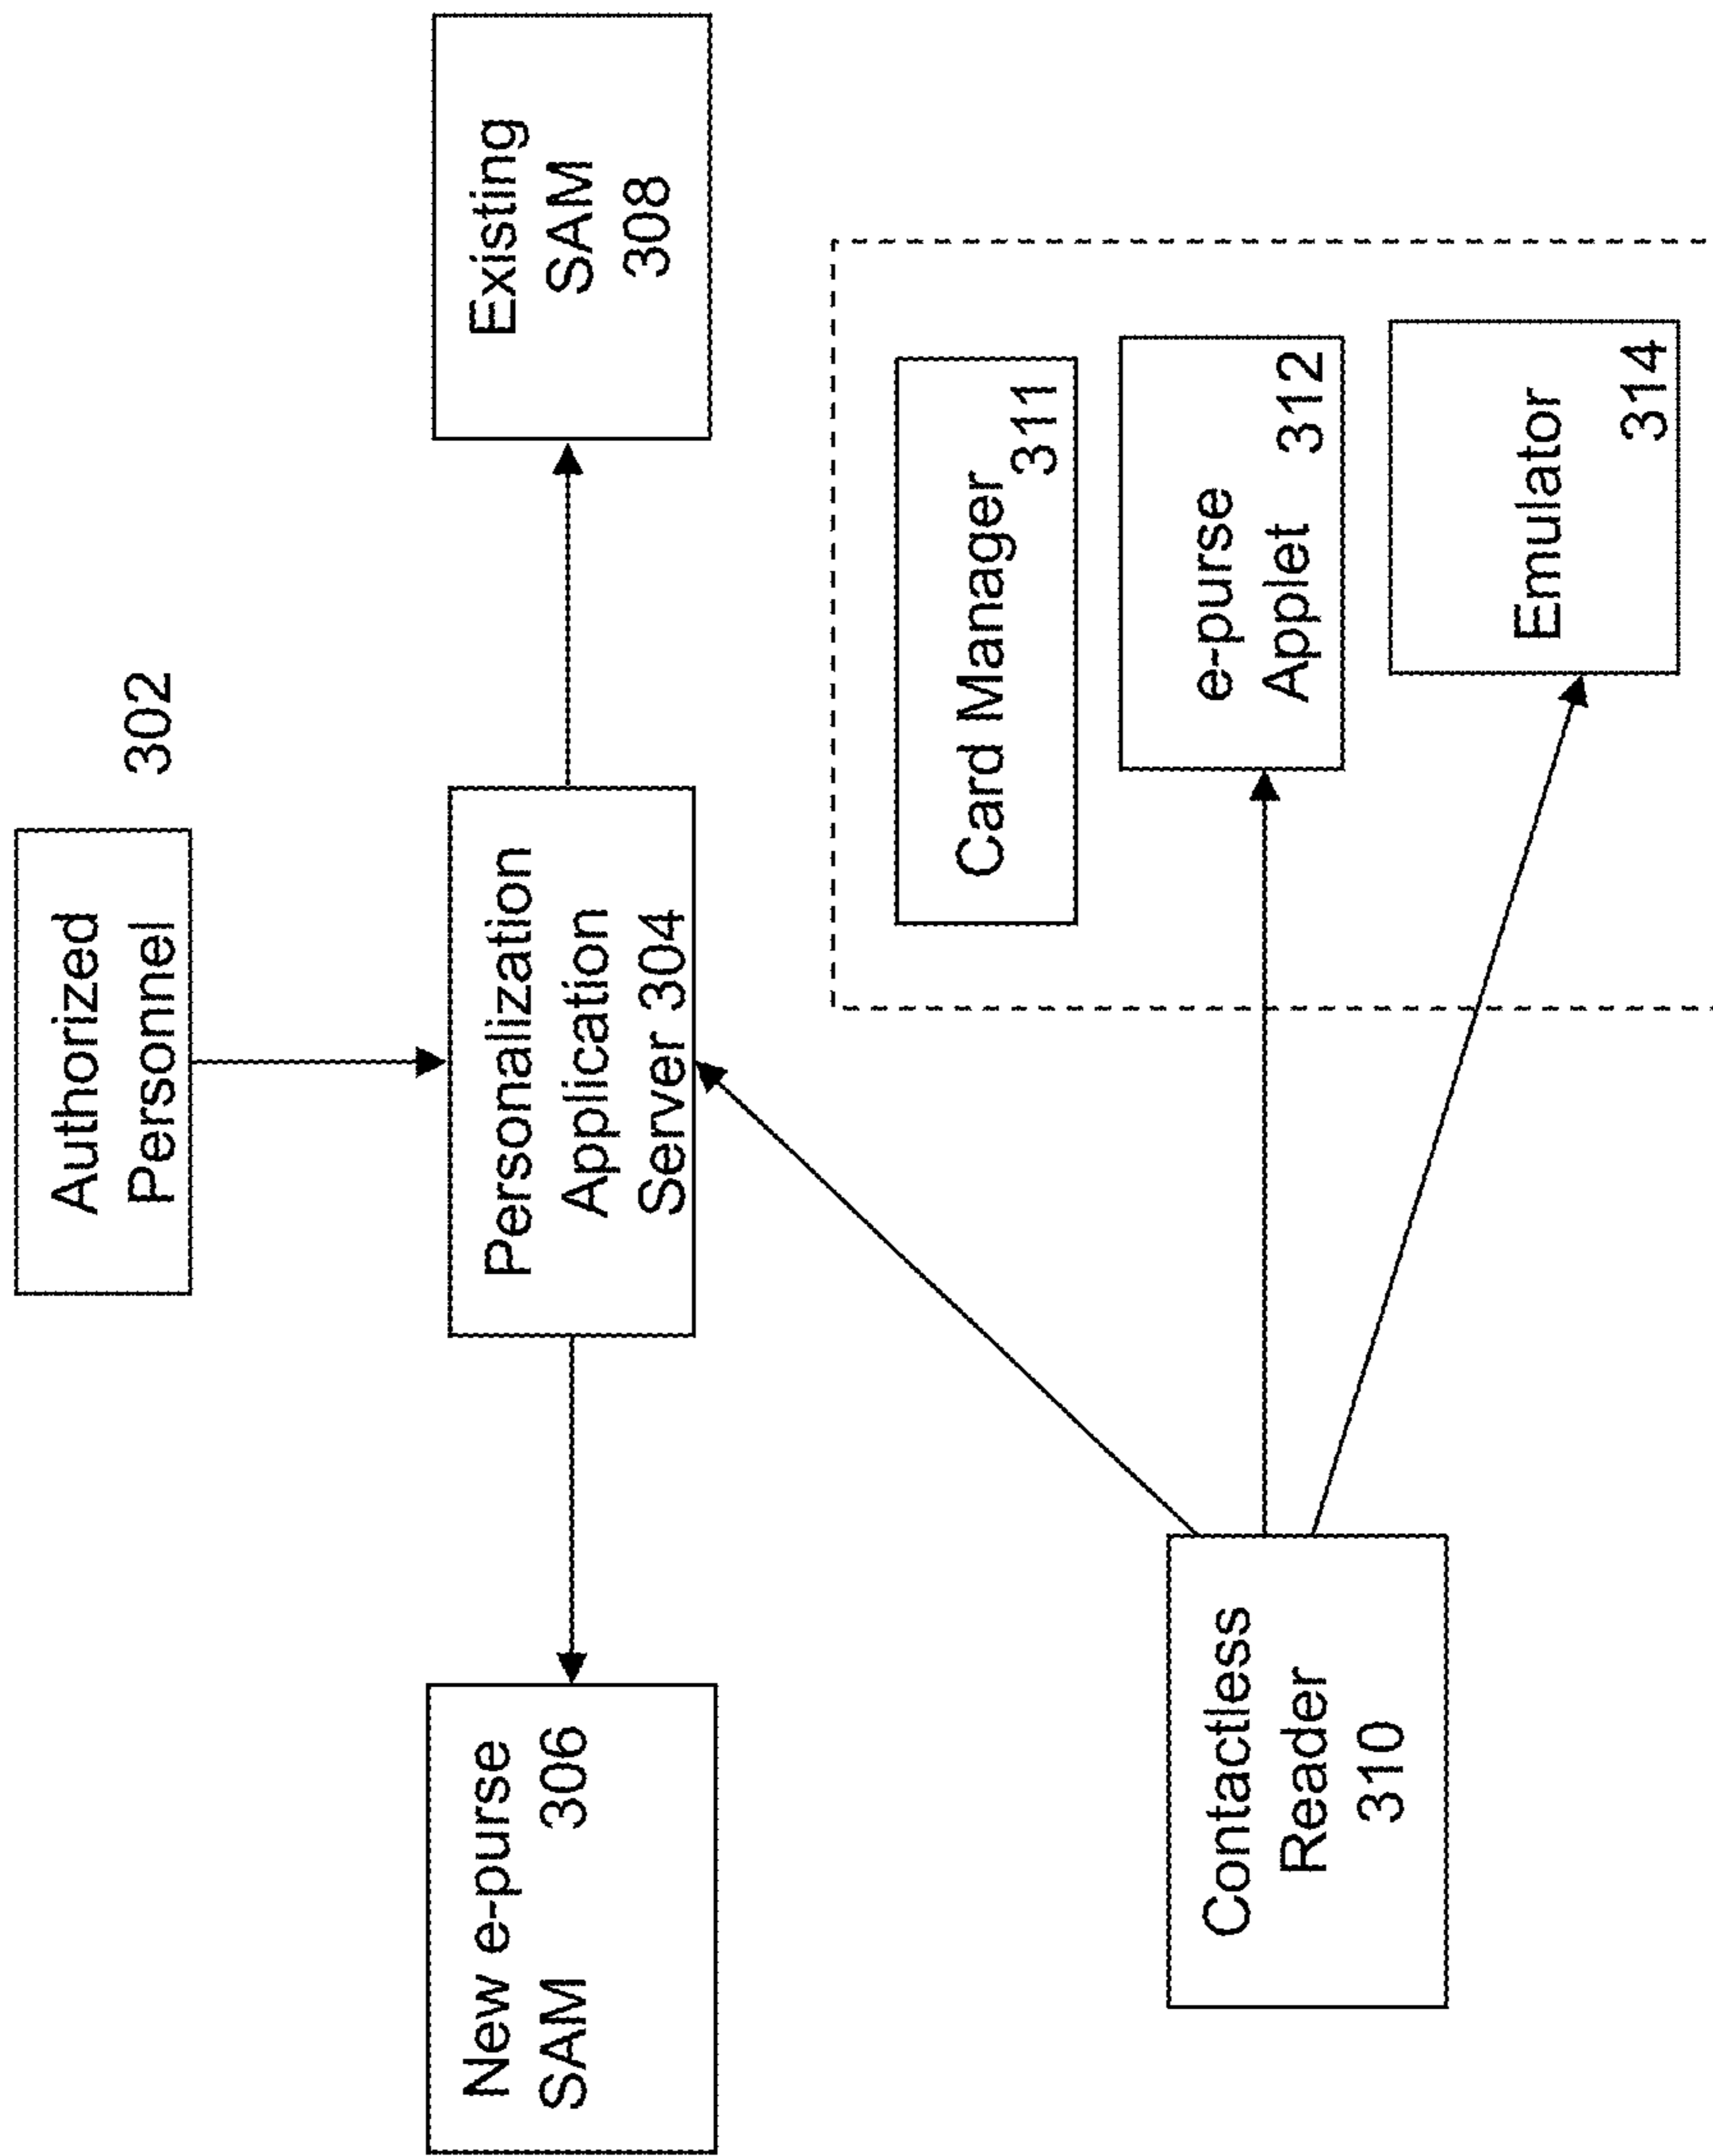 Authorized
Personnel
302
New e-purse
SAM 306
Personalization
Application
Server 304
Existing
SAM
308
Contactless
Reader
310
Card Manager
311
e-purse
Applet 312
Emulator
314